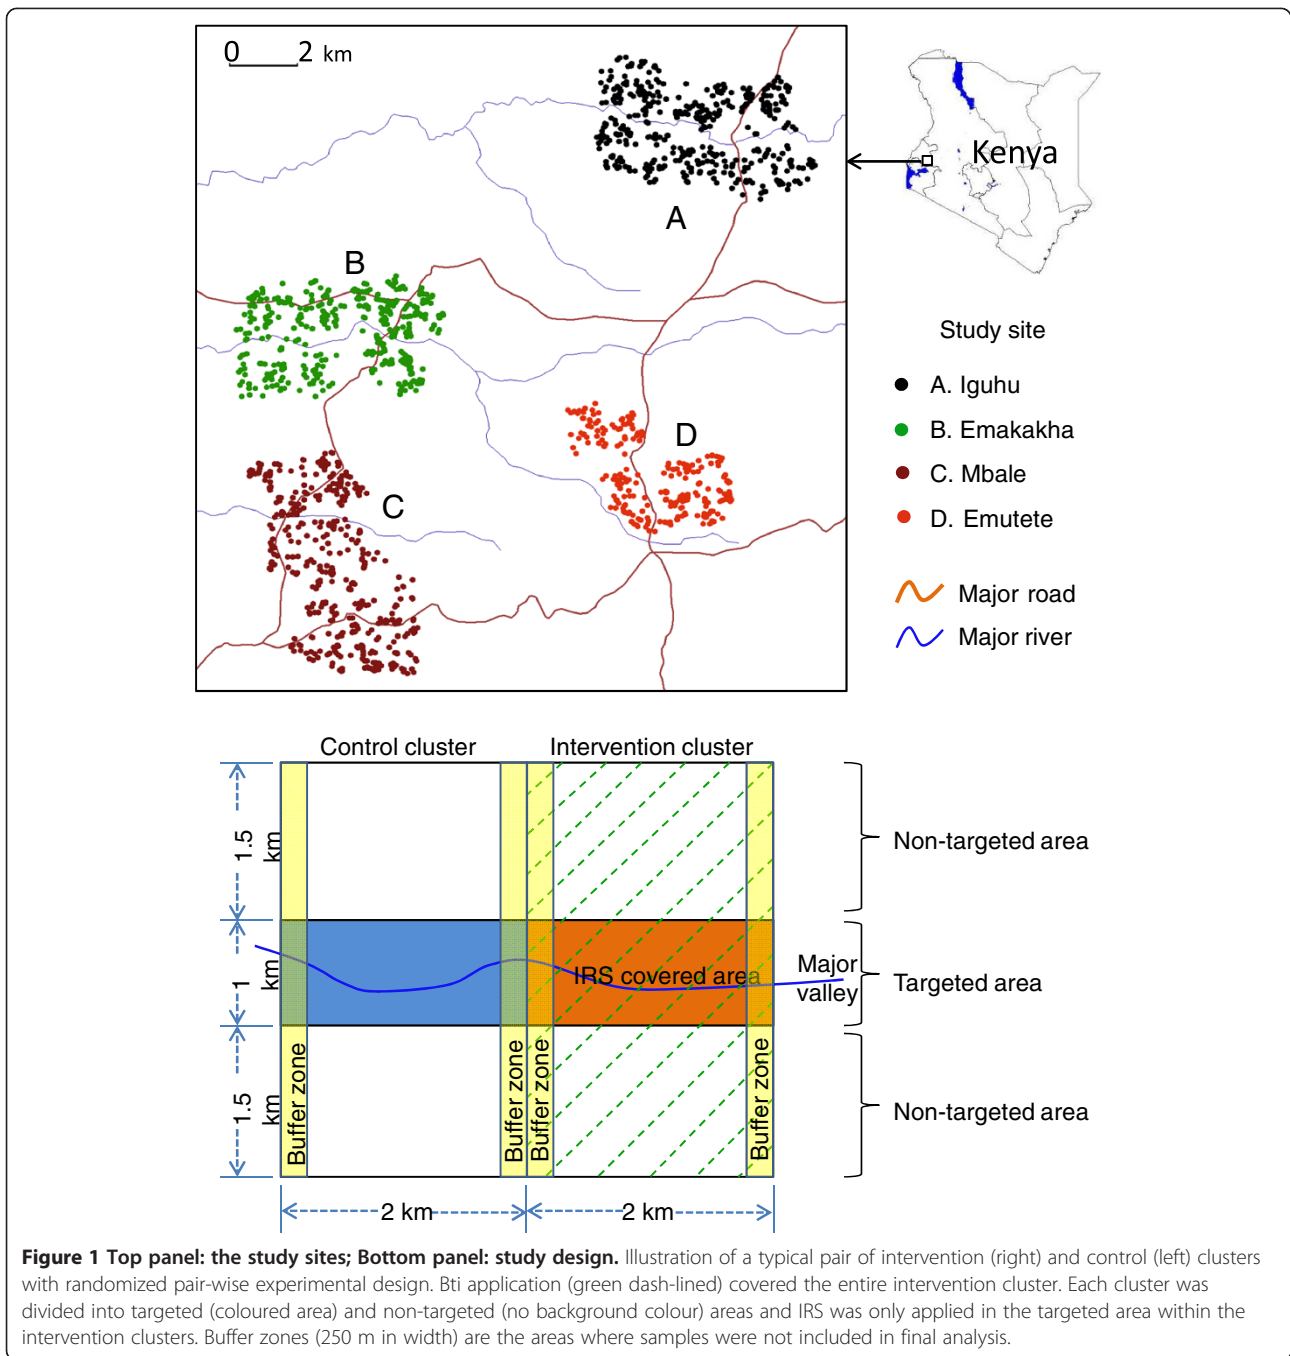 0 2 km
Kenya
A
B
C
D
Study site
A. Iguhu
B. Emakakha
C. Mbale
D. Emutete
Major road
Major river
Control cluster
Intervention cluster
1.5 km
Non-targeted area
1 km
IRS covered area
Major
valley
Targeted area
1.5 km
Buffer zone
Buffer zone
Buffer zone
Buffer zone
Non-targeted area
2 km
2 km
Figure 1 Top panel: the study sites; Bottom panel: study design. Illustration of a typical pair of intervention (right) and control (left) clusters
with randomized pair-wise experimental design. Bti application (green dash-lined) covered the entire intervention cluster. Each cluster was
divided into targeted (coloured area) and non-targeted (no background colour) areas and IRS was only applied in the targeted area within the
intervention clusters. Buffer zones (250 m in width) are the areas where samples were not included in final analysis.